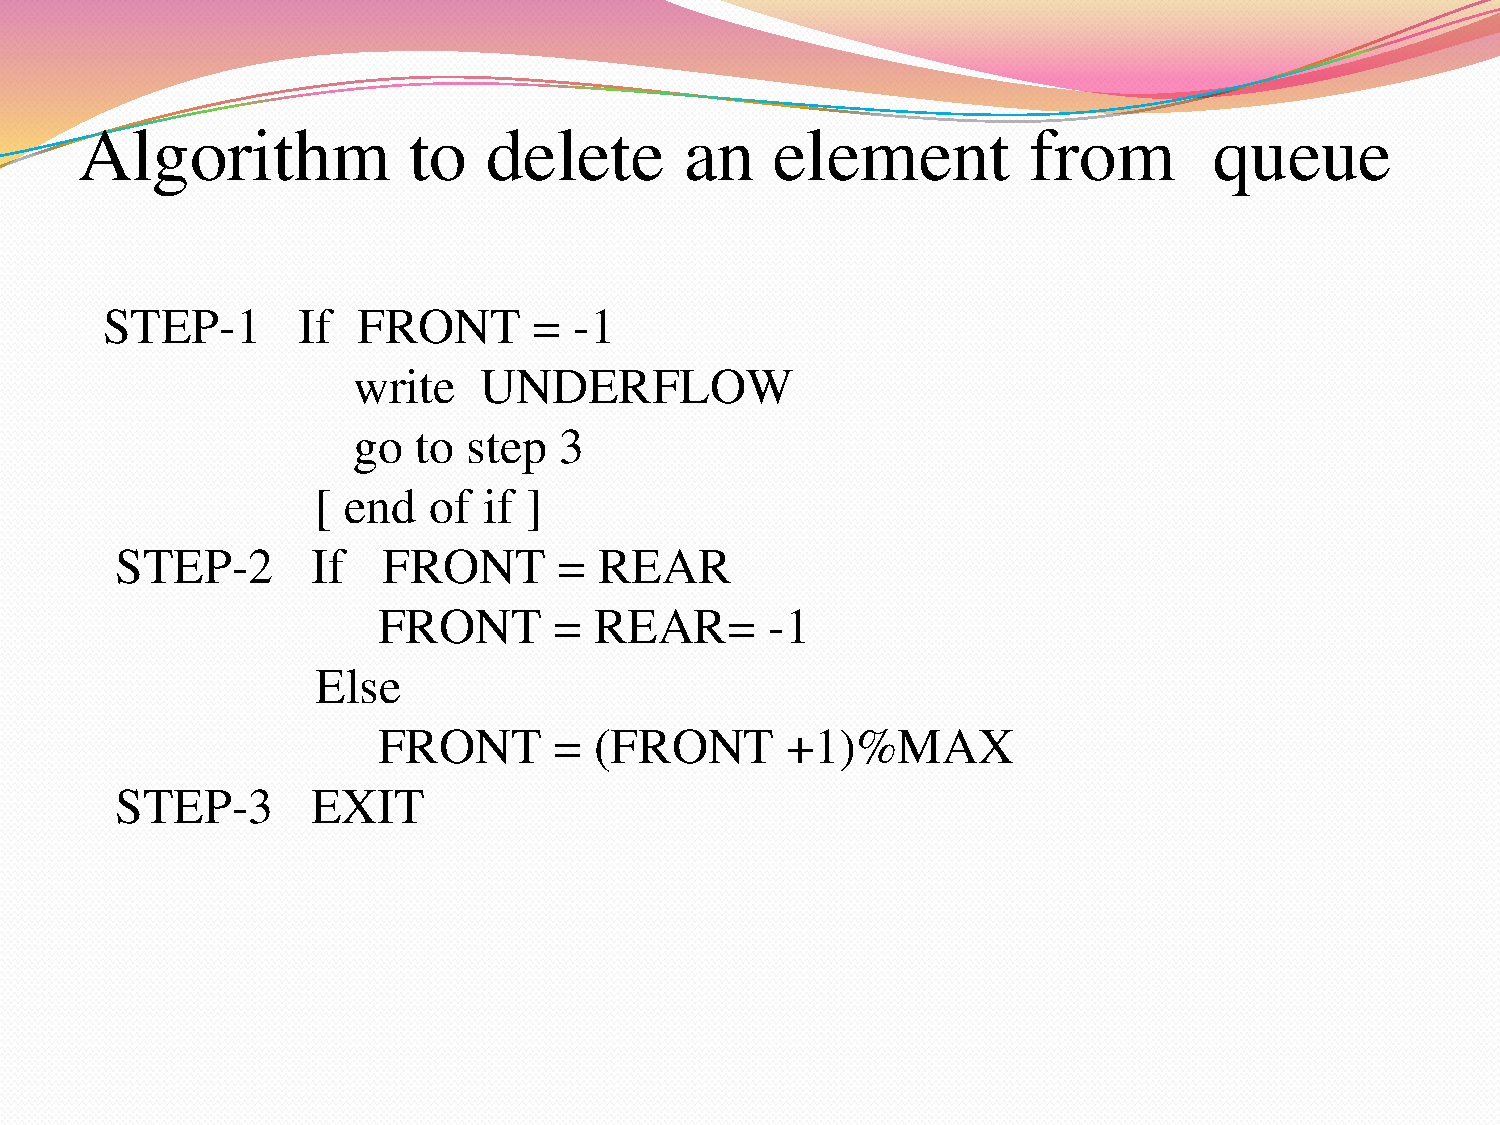 Algorithm to delete an element from queue
STEP-1 If FRONT = -1
write UNDERFLOW
go to step 3
[ end of if ]
STEP-2 If FRONT = REAR
FRONT = REAR= -1
Else
FRONT = (FRONT +1)%MAX
STEP-3 EXIT